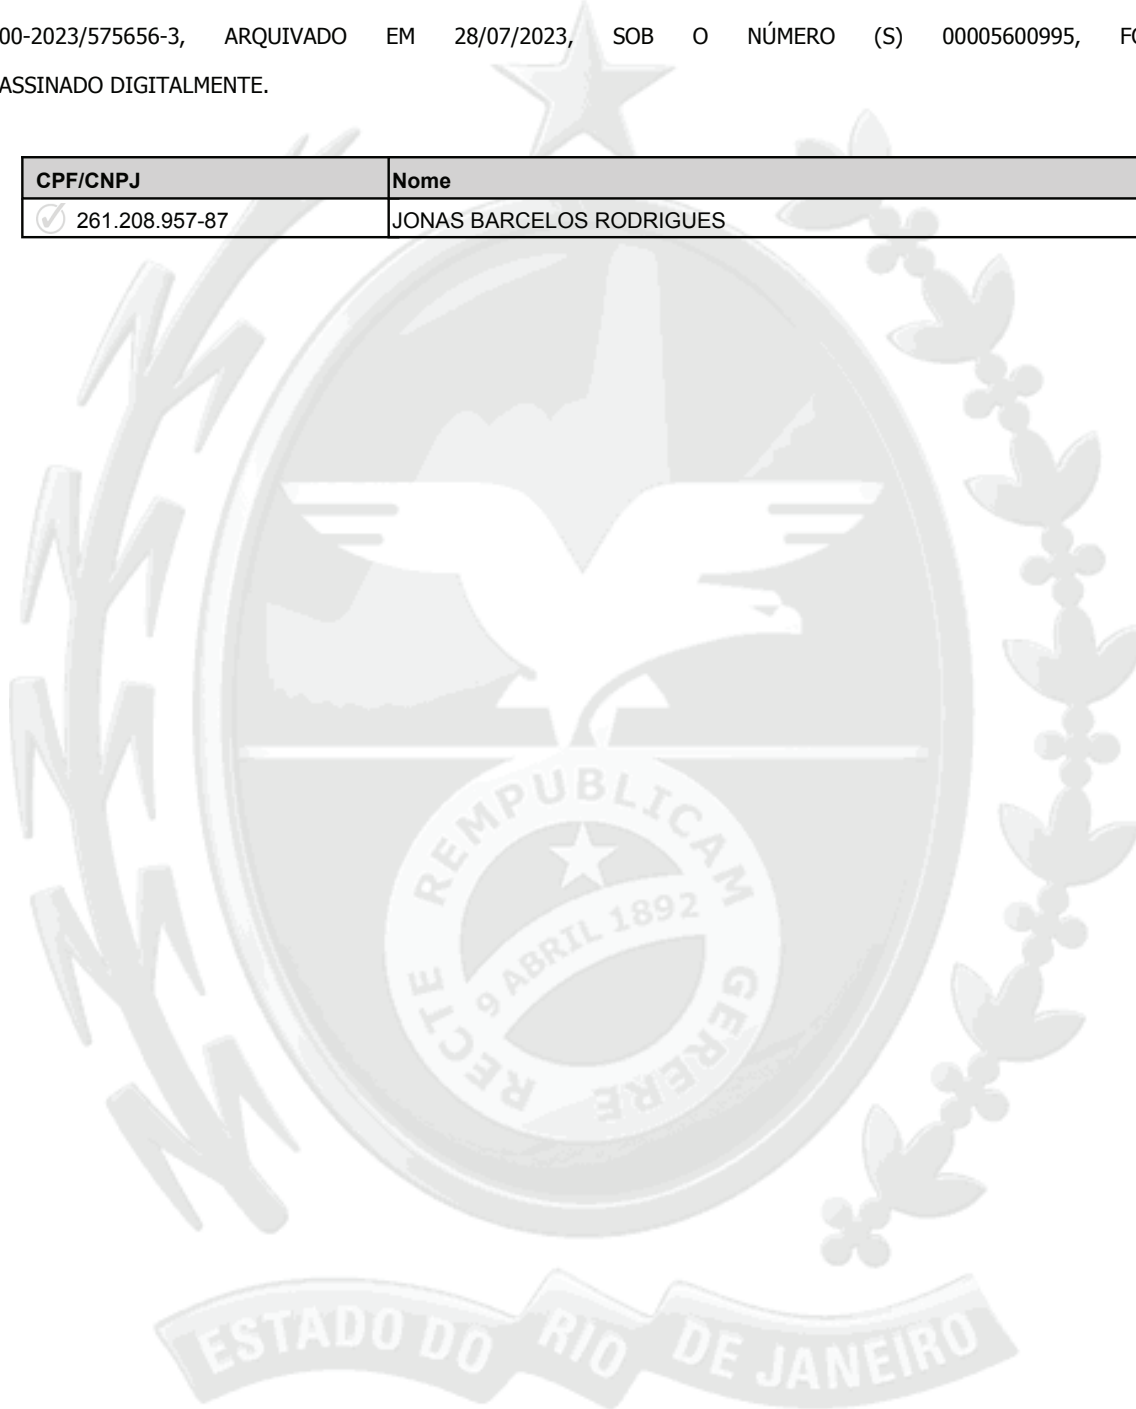 00-2023/575656-3, ARQUIVADO EM 28/07/2023, SOB O NÚMERO (S) 00005600995, FO
ASSINADO DIGITALMENTE.
CPF/CNPJ Nome
261.208.957-87 JONAS BARCELOS RODRIGUES
RECTE REMPUBLICAM GERERE
9 ABRIL 1892
ESTADO DO RIO DE JANEIRO